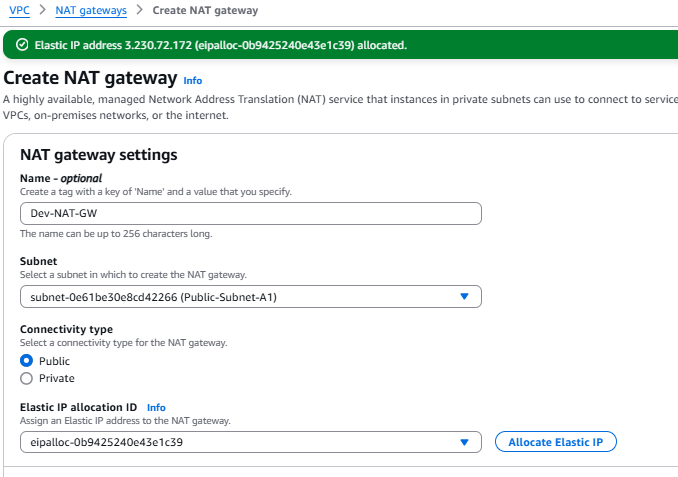 VPC > NAT gateways > Create NAT gateway
Elastic IP address 3.230.72.172 (eipalloc-0b9425240e43e1c39) allocated.
Create NAT gateway Info
A highly available, managed Network Address Translation (NAT) service that instances in private subnets can use to connect to service
VPCs, on-premises networks, or the internet.
NAT gateway settings
Name - optional
Create a tag with a key of 'Name' and a value that you specify.
Dev-NAT-GW
The name can be up to 256 characters long.
Subnet
Select a subnet in which to create the NAT gateway.
subnet-0e61be30e8cd42266 (Public-Subnet-A1)
Connectivity type
Select a connectivity type for the NAT gateway.
Public
Private
Elastic IP allocation ID Info
Assign an Elastic IP address to the NAT gateway.
eipalloc-0b9425240e43e1c39
Allocate Elastic IP